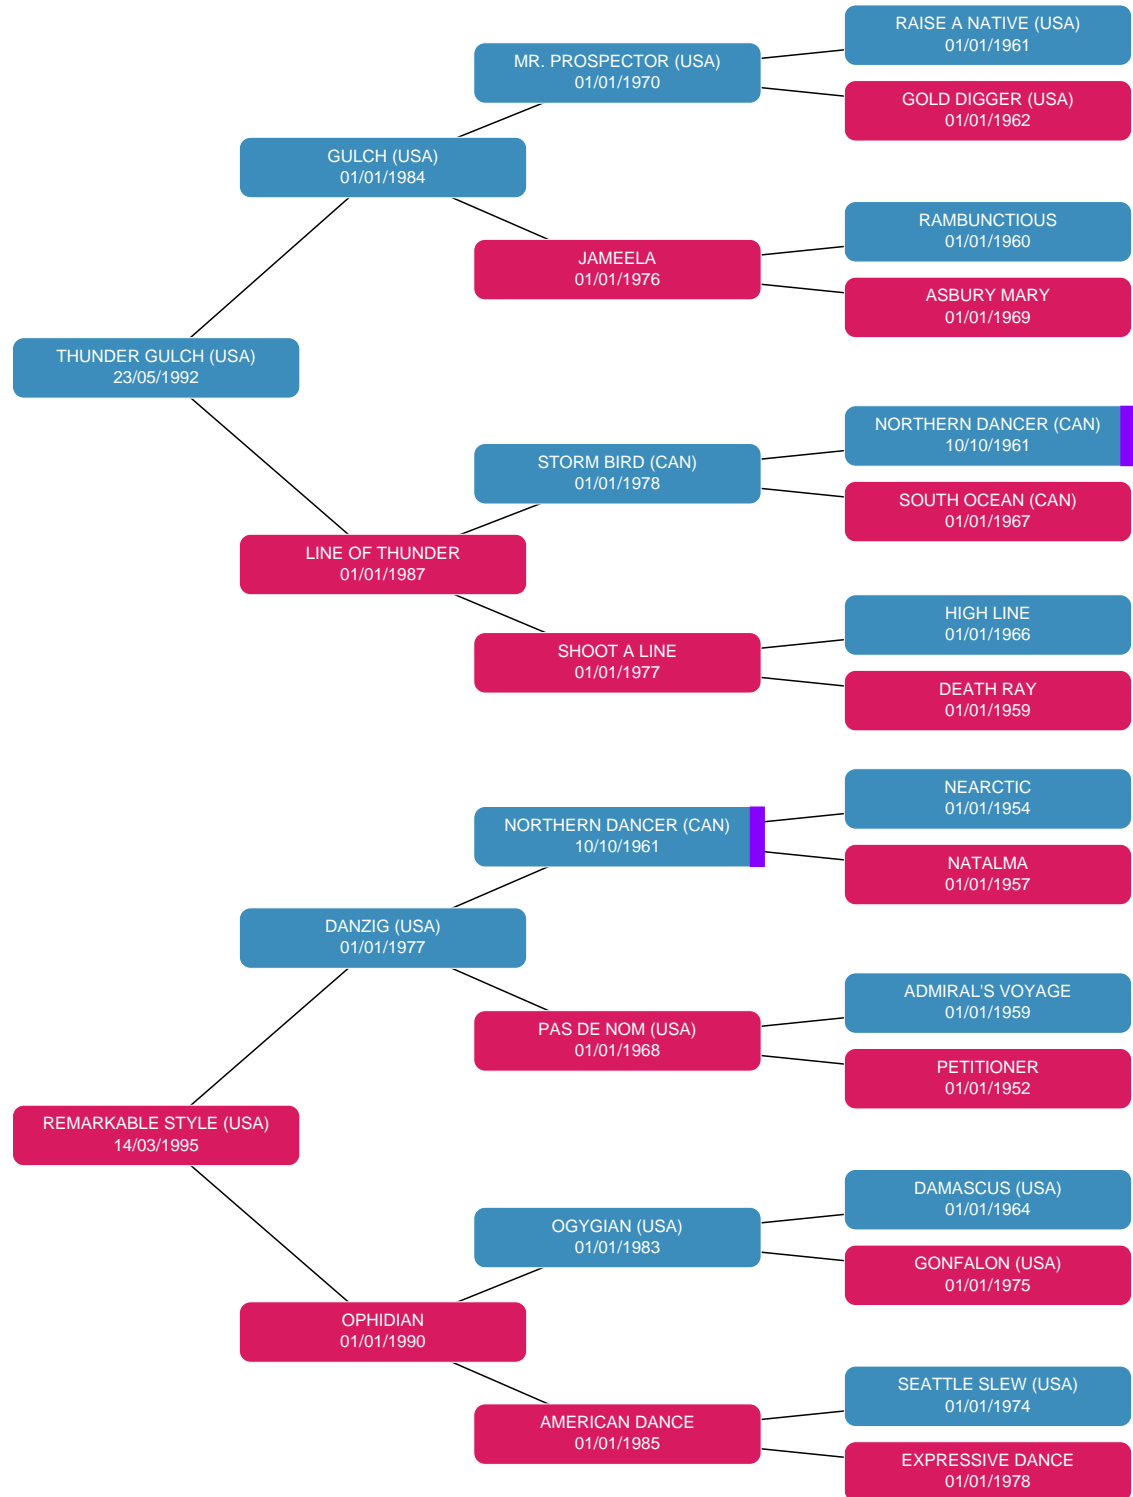 RAISE A NATIVE (USA)
01/01/1961
MR. PROSPECTOR (USA)
01/01/1970
GOLD DIGGER (USA)
01/01/1962
GULCH (USA)
01/01/1984
RAMBUNCTIOUS
01/01/1960
JAMEELA
01/01/1976
ASBURY MARY
01/01/1969
THUNDER GULCH (USA)
23/05/1992
NORTHERN DANCER (CAN)
10/10/1961
STORM BIRD (CAN)
01/01/1978
SOUTH OCEAN (CAN)
01/01/1967
LINE OF THUNDER
01/01/1987
HIGH LINE
01/01/1966
SHOOT A LINE
01/01/1977
DEATH RAY
01/01/1959
NEARCTIC
01/01/1954
NORTHERN DANCER (CAN)
10/10/1961
NATALMA
01/01/1957
DANZIG (USA)
01/01/1977
ADMIRAL'S VOYAGE
01/01/1959
PAS DE NOM (USA)
01/01/1968
PETITIONER
01/01/1952
REMARKABLE STYLE (USA)
14/03/1995
DAMASCUS (USA)
01/01/1964
OGYGIAN (USA)
01/01/1983
GONFALON (USA)
01/01/1975
OPHIDIAN
01/01/1990
SEATTLE SLEW (USA)
01/01/1974
AMERICAN DANCE
01/01/1985
EXPRESSIVE DANCE
01/01/1978